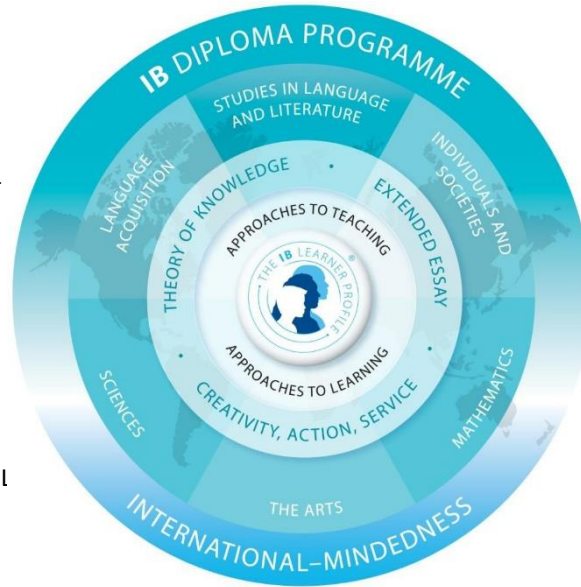 IB DIPLOMA PROGRAMME
STUDIES IN LANGUAGE
AND LITERATURE
LANGUAGE
ACQUISITION
INDIVIDUALS AND
SOCIETIES
THEORY OF KNOWLEDGE
EXTENDED ESSAY
APPROACHES TO TEACHING
THE IB LEARNER PROFILE®
APPROACHES TO LEARNING
CREATIVITY, ACTION, SERVICE
SCIENCES
MATHEMATICS
THE ARTS
INTERNATIONAL–MINDEDNESS